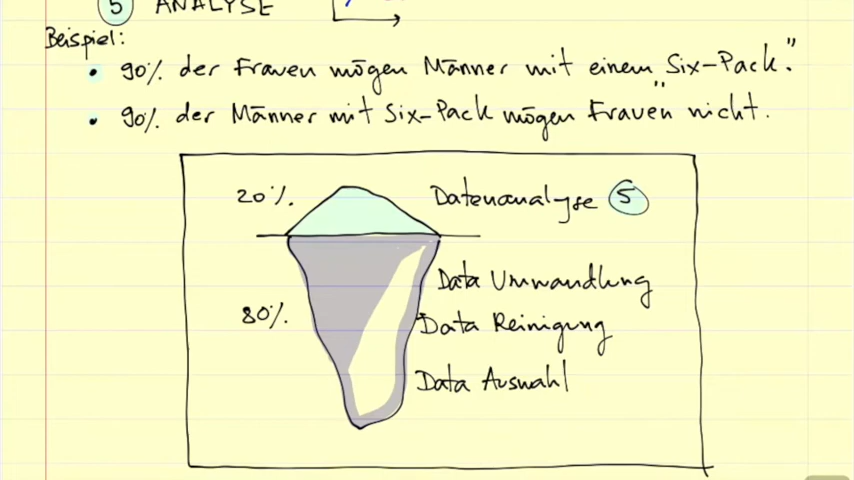 5 ANALYSE
Beispiel:
• 90% der Frauen mögen Männer mit einem „Six-Pack."
• 90% der Männer mit Six-Pack mögen Frauen nicht.
20%. Datenanalyse 5
Data Umwandlung
80%. Data Reinigung
Data Auswahl